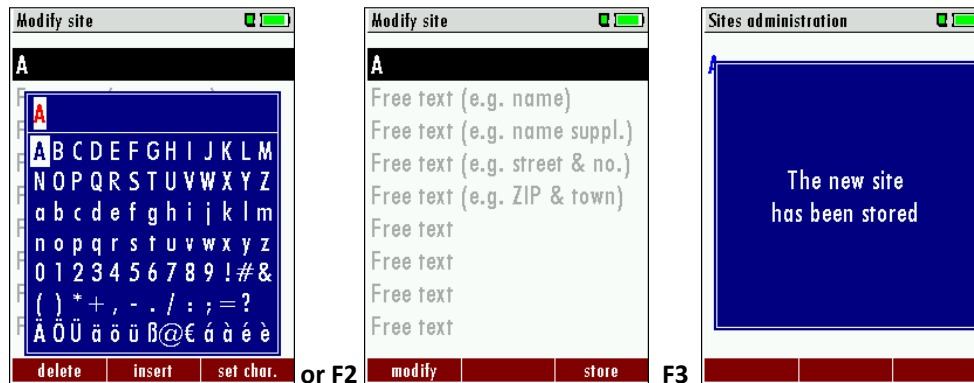 Modify site
A
A
A B C D E F G H I J K L M
N O P Q R S T U V W X Y Z
a b c d e f g h i j k l m
n o p q r s t u v w x y z
0 1 2 3 4 5 6 7 8 9 ! # &
( ) * + , - . / : ; = ?
Ä Ö Ü ä ö ü ß @ € á à é è
delete insert set char.
or F2
Modify site
A
Free text (e.g. name)
Free text (e.g. name suppl.)
Free text (e.g. street & no.)
Free text (e.g. ZIP & town)
Free text
Free text
Free text
Free text
modify store
F3
Sites administration
A
The new site
has been stored